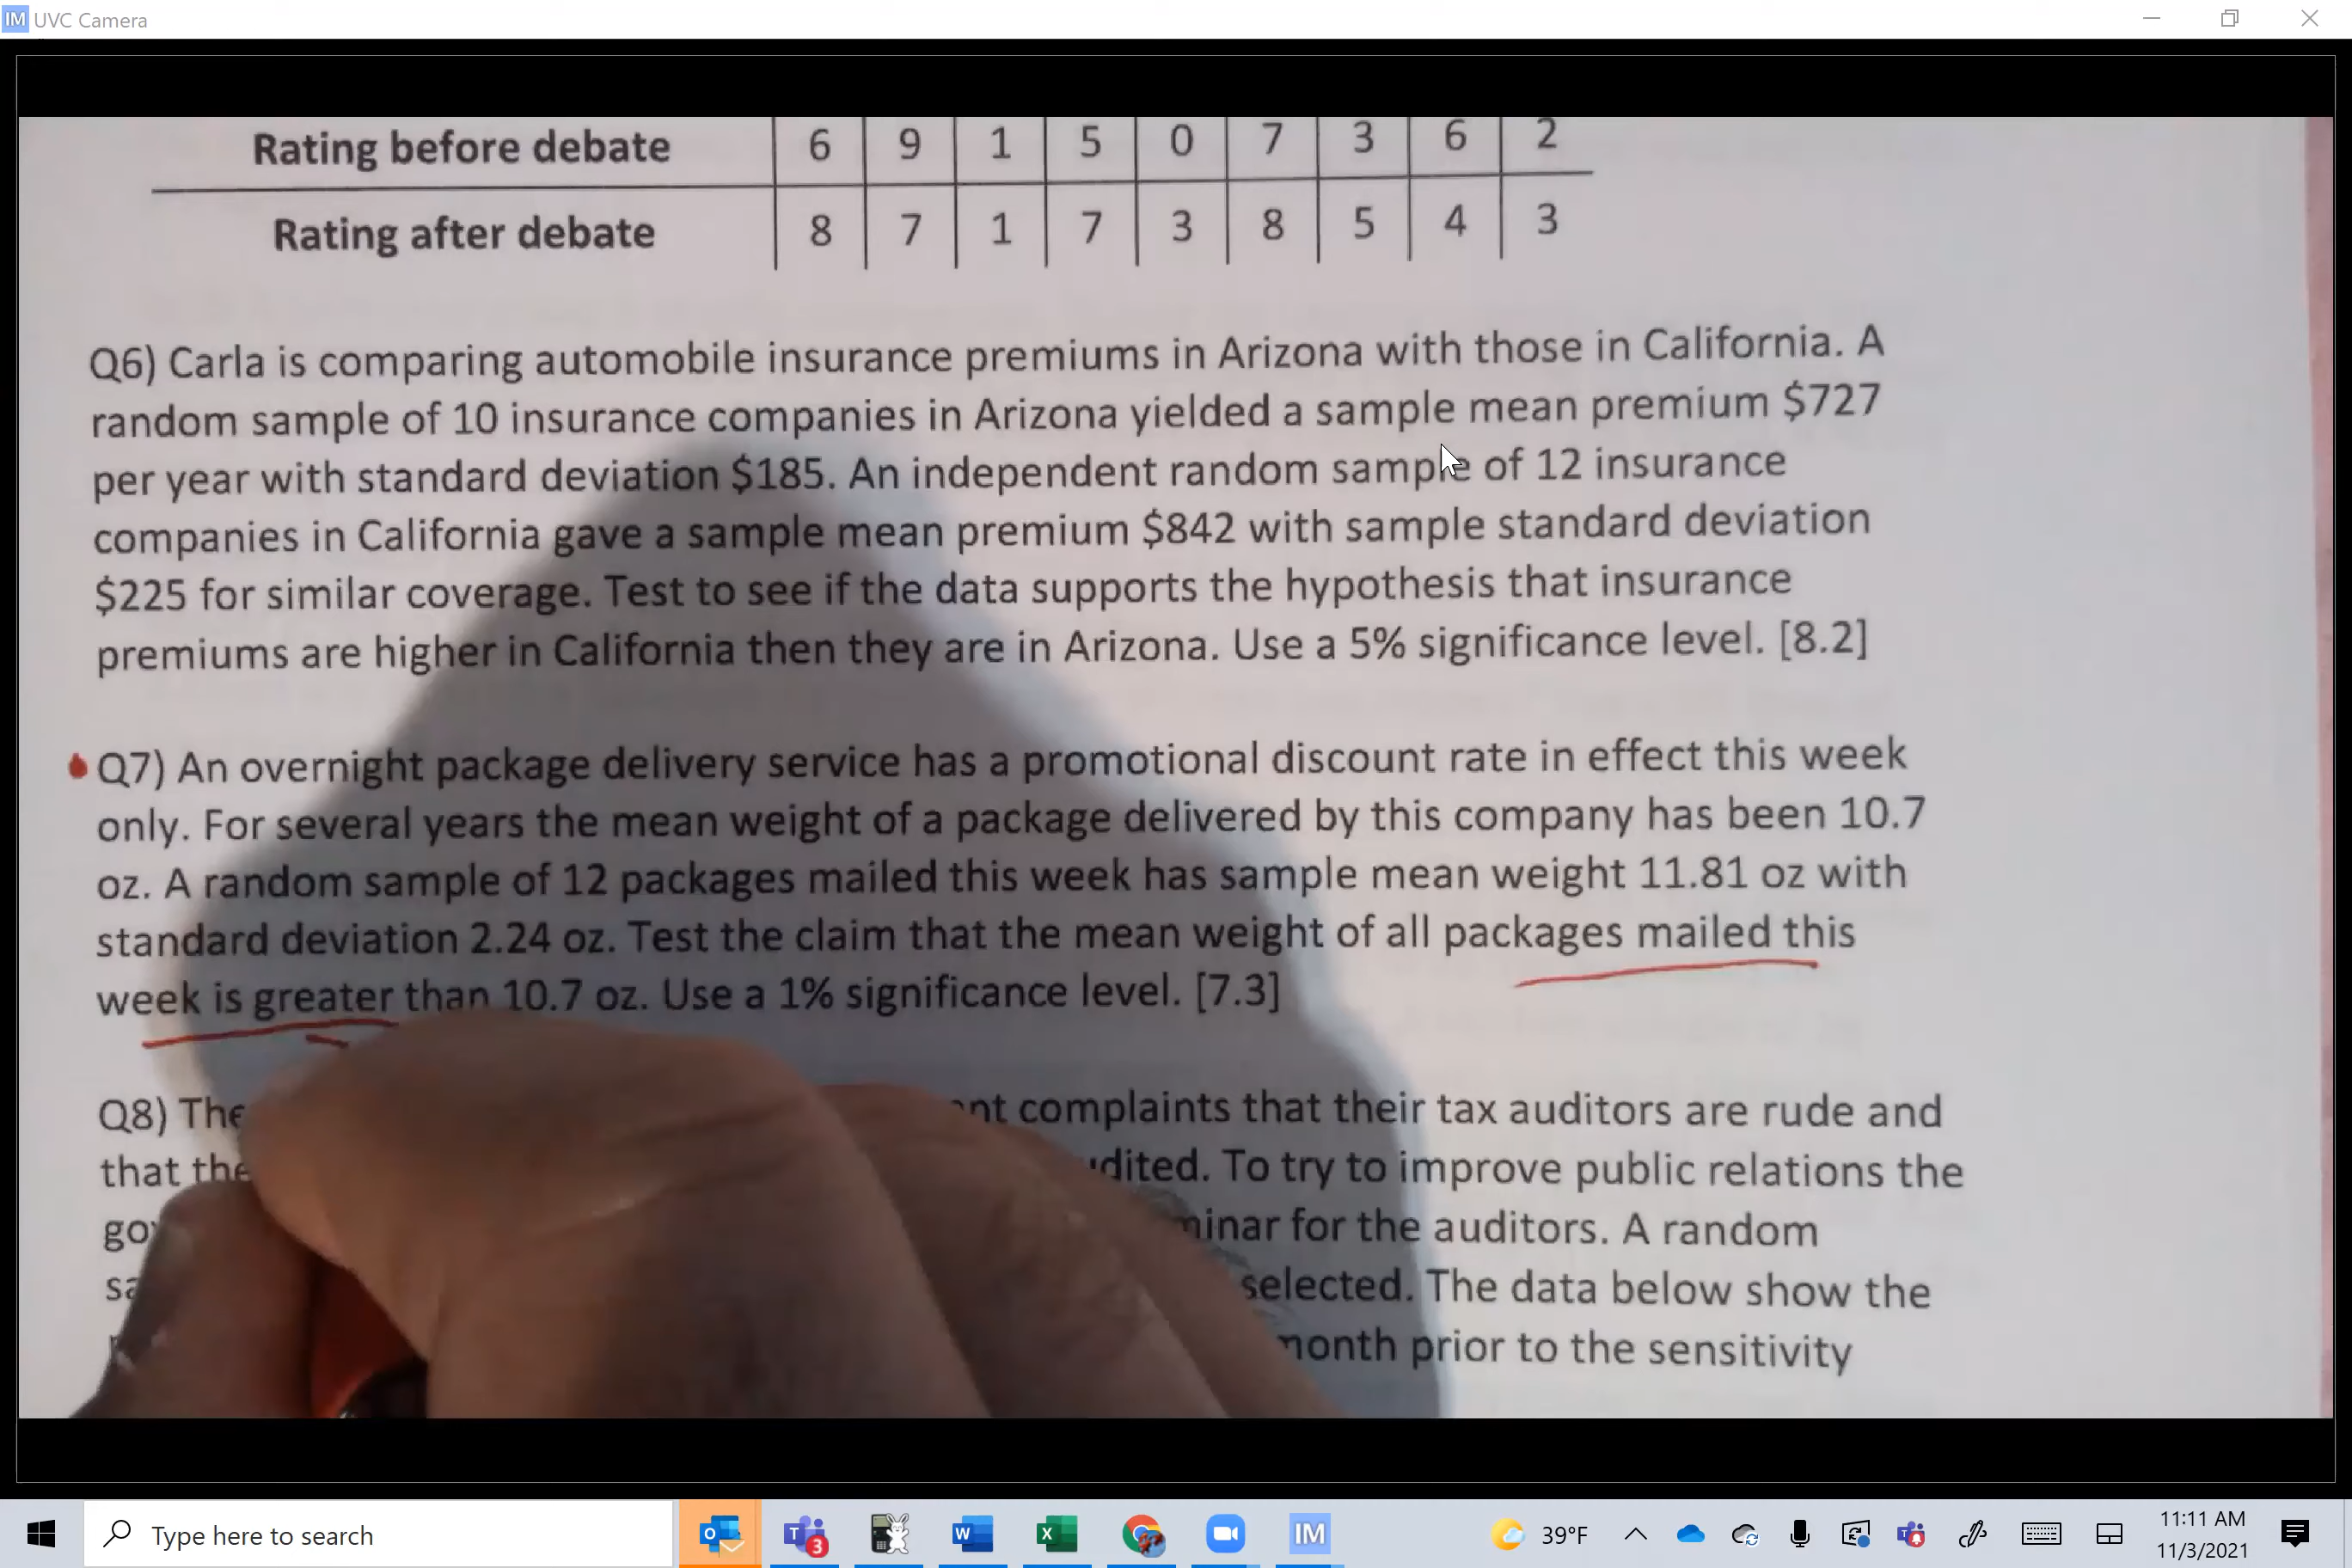 IM UVC Camera
Rating before debate 6 9 1 5 0 7 3 6 2
Rating after debate 8 7 1 7 3 8 5 4 3
Q6) Carla is comparing automobile insurance premiums in Arizona with those in California. A
random sample of 10 insurance companies in Arizona yielded a sample mean premium $727
per year with standard deviation $185. An independent random sample of 12 insurance
companies in California gave a sample mean premium $842 with sample standard deviation
$225 for similar coverage. Test to see if the data supports the hypothesis that insurance
premiums are higher in California then they are in Arizona. Use a 5% significance level. [8.2]
Q7) An overnight package delivery service has a promotional discount rate in effect this week
only. For several years the mean weight of a package delivered by this company has been 10.7
oz. A random sample of 12 packages mailed this week has sample mean weight 11.81 oz with
standard deviation 2.24 oz. Test the claim that the mean weight of all packages mailed this
week is greater than 10.7 oz. Use a 1% significance level. [7.3]
Q8) The complaints that their tax auditors are rude and
that To try to improve public relations the
for the auditors. A random
selected. The data below show the
month prior to the sensitivity
Type here to search
T 3
W
X
IM
39°F
11:11 AM
11/3/2021